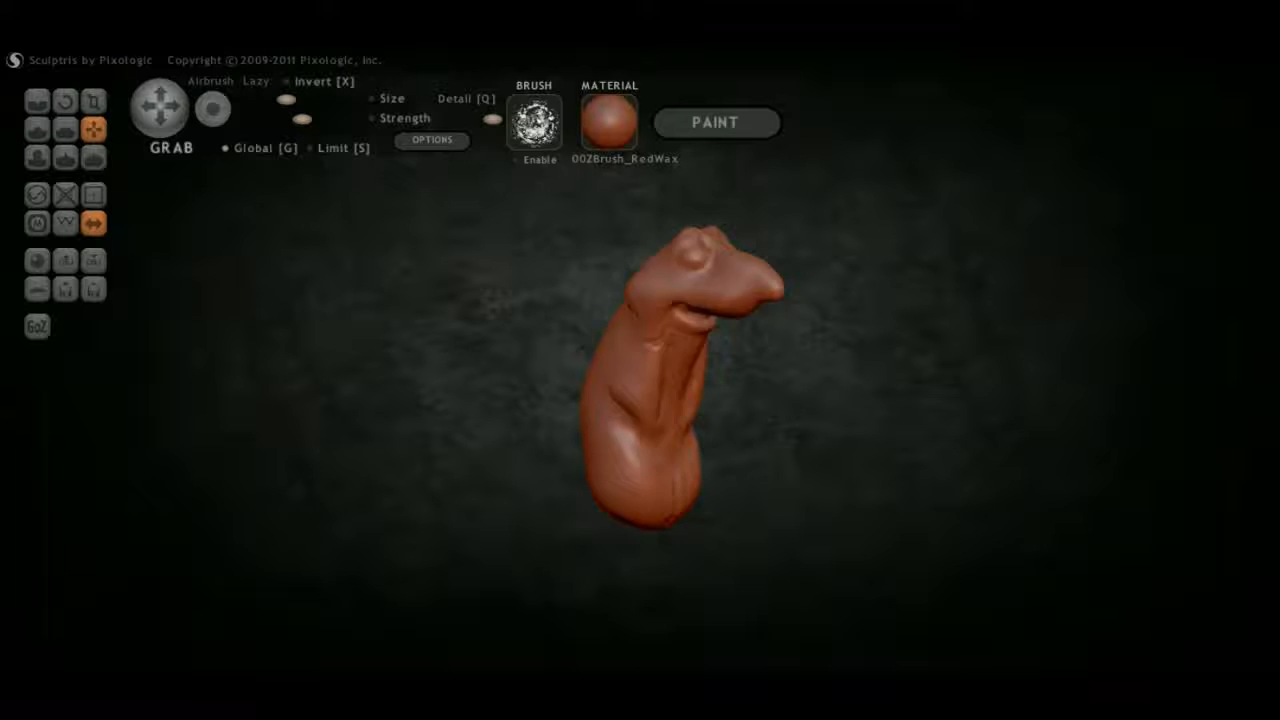 Sculptris by Pixologic Copyright ©2009-2011 Pixologic, Inc.
Airbrush Lazy Invert [X]
BRUSH MATERIAL
Size Detail [Q]
Strength
PAINT
OPTIONS
GRAB Global [G] Limit [S]
Enable 00ZBrush_RedWax
GoZ